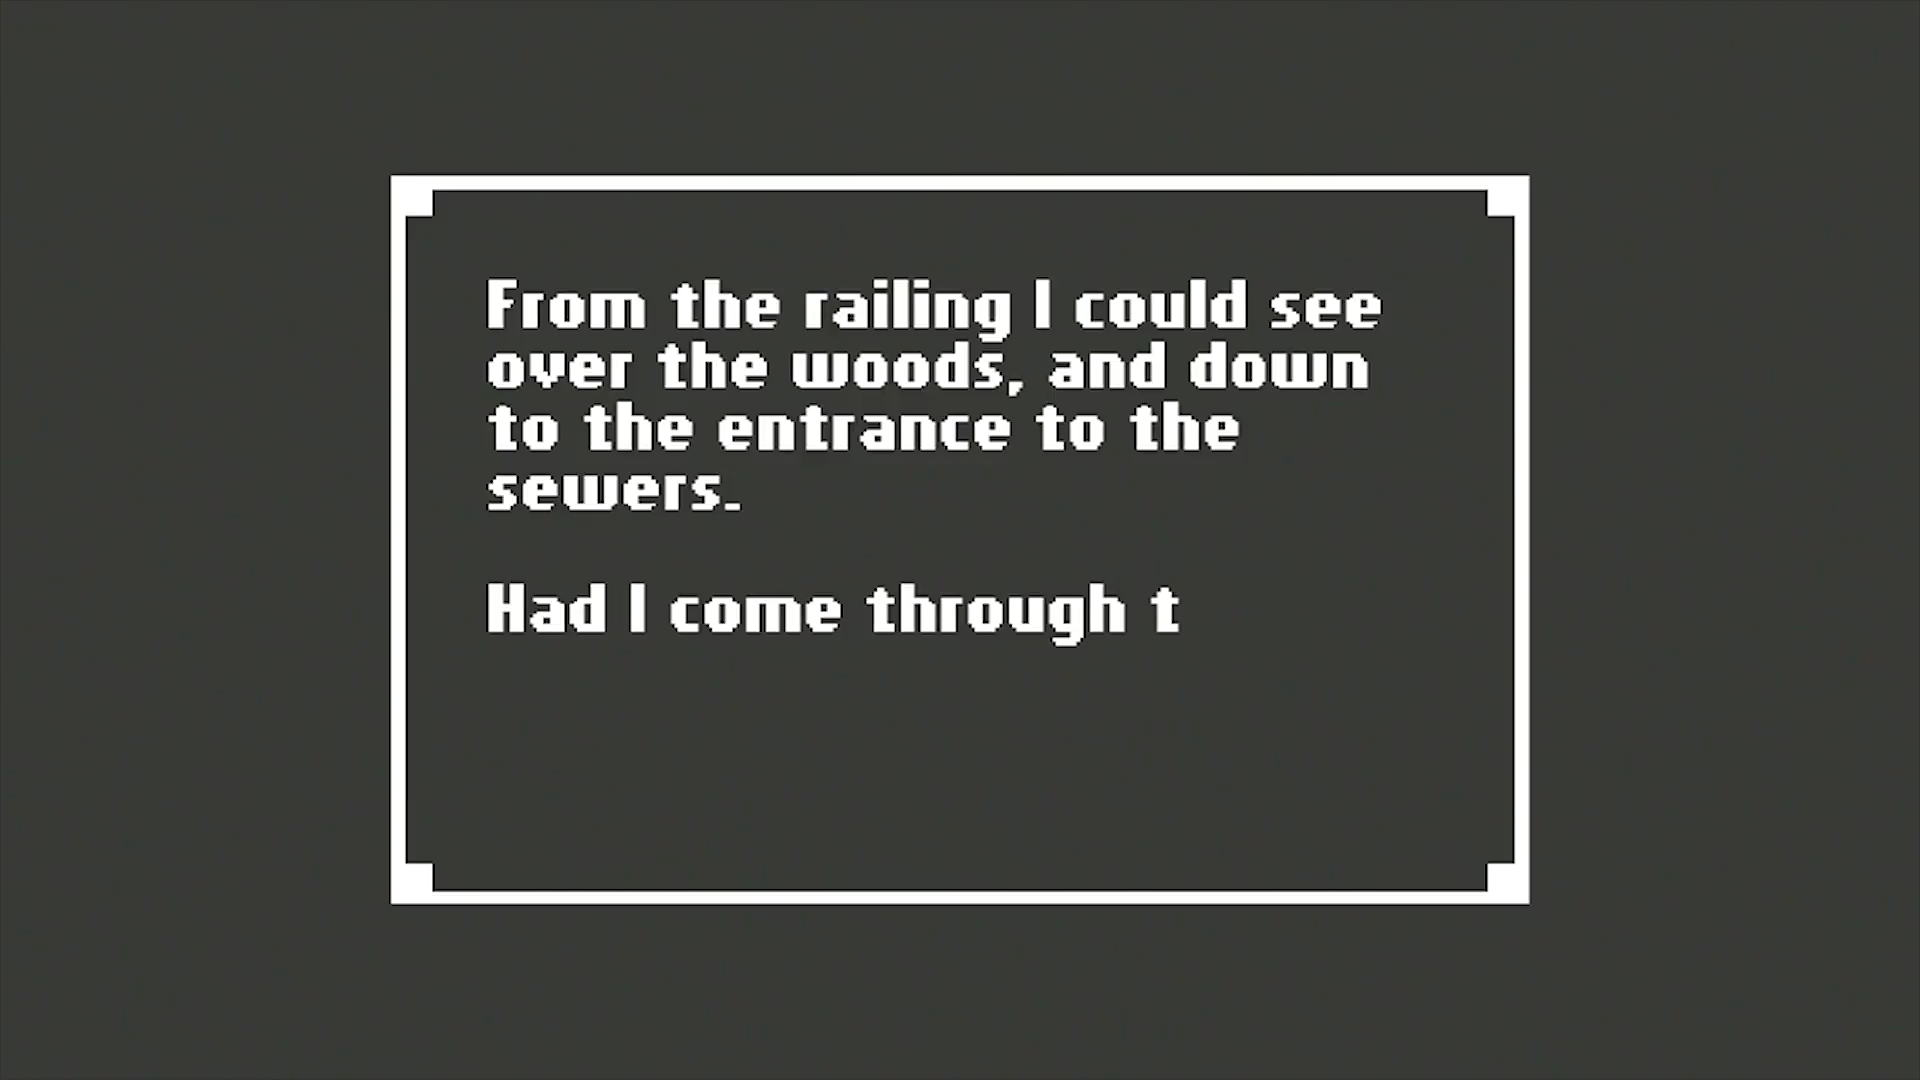 From the railing I could see
over the woods, and down
to the entrance to the
sewers.
Had I come through t